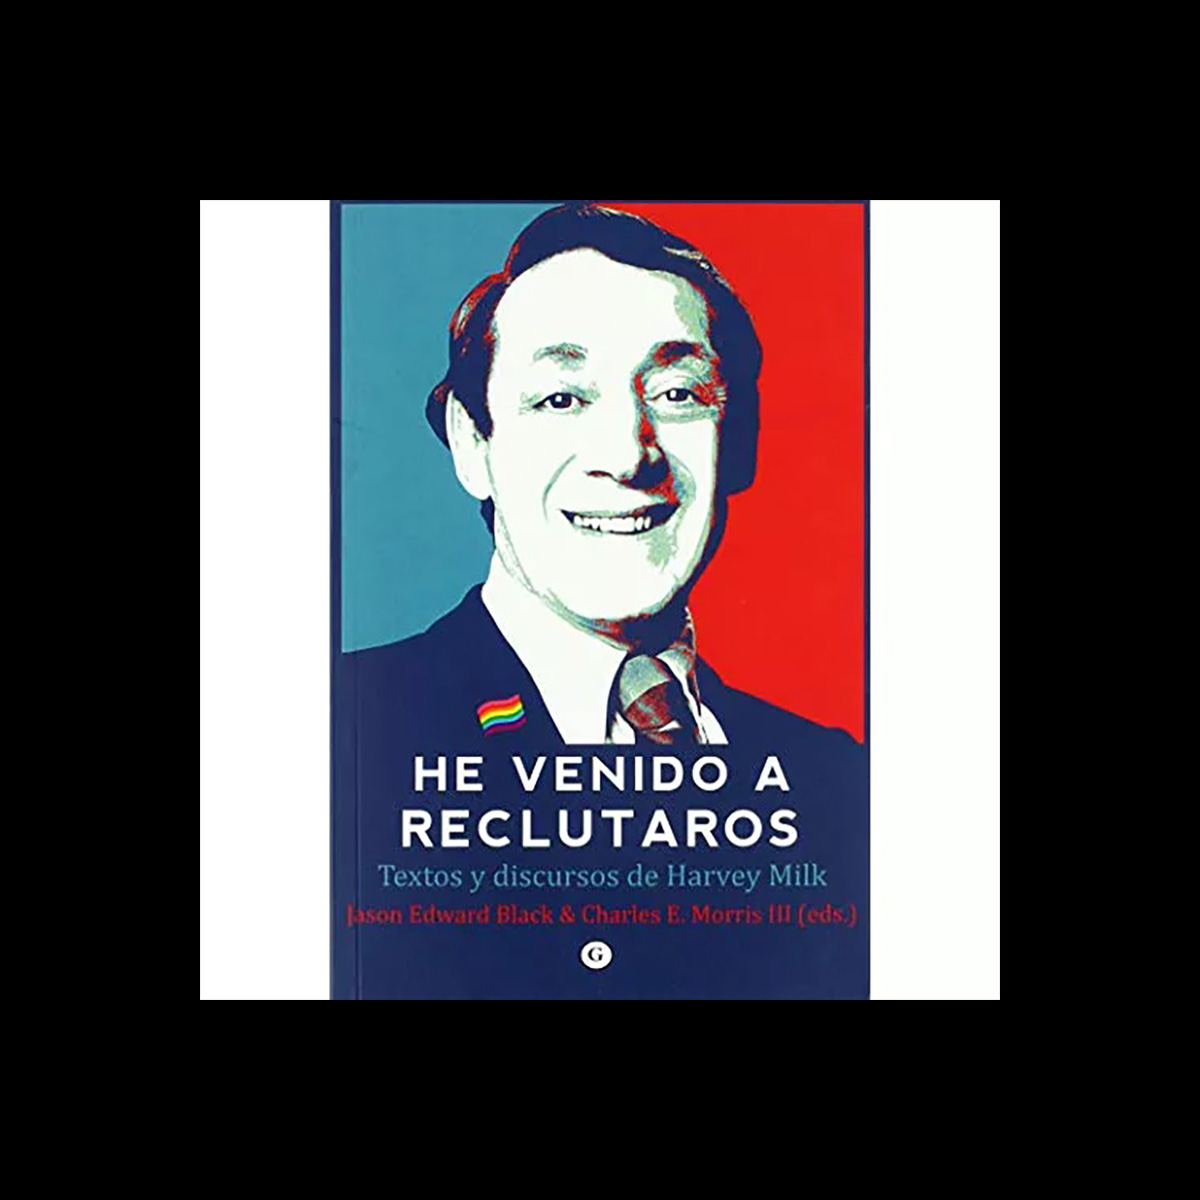 HE VENIDO A
RECLUTAROS
Textos y discursos de Harvey Milk
Jason Edward Black & Charles E. Morris III (eds.)
G